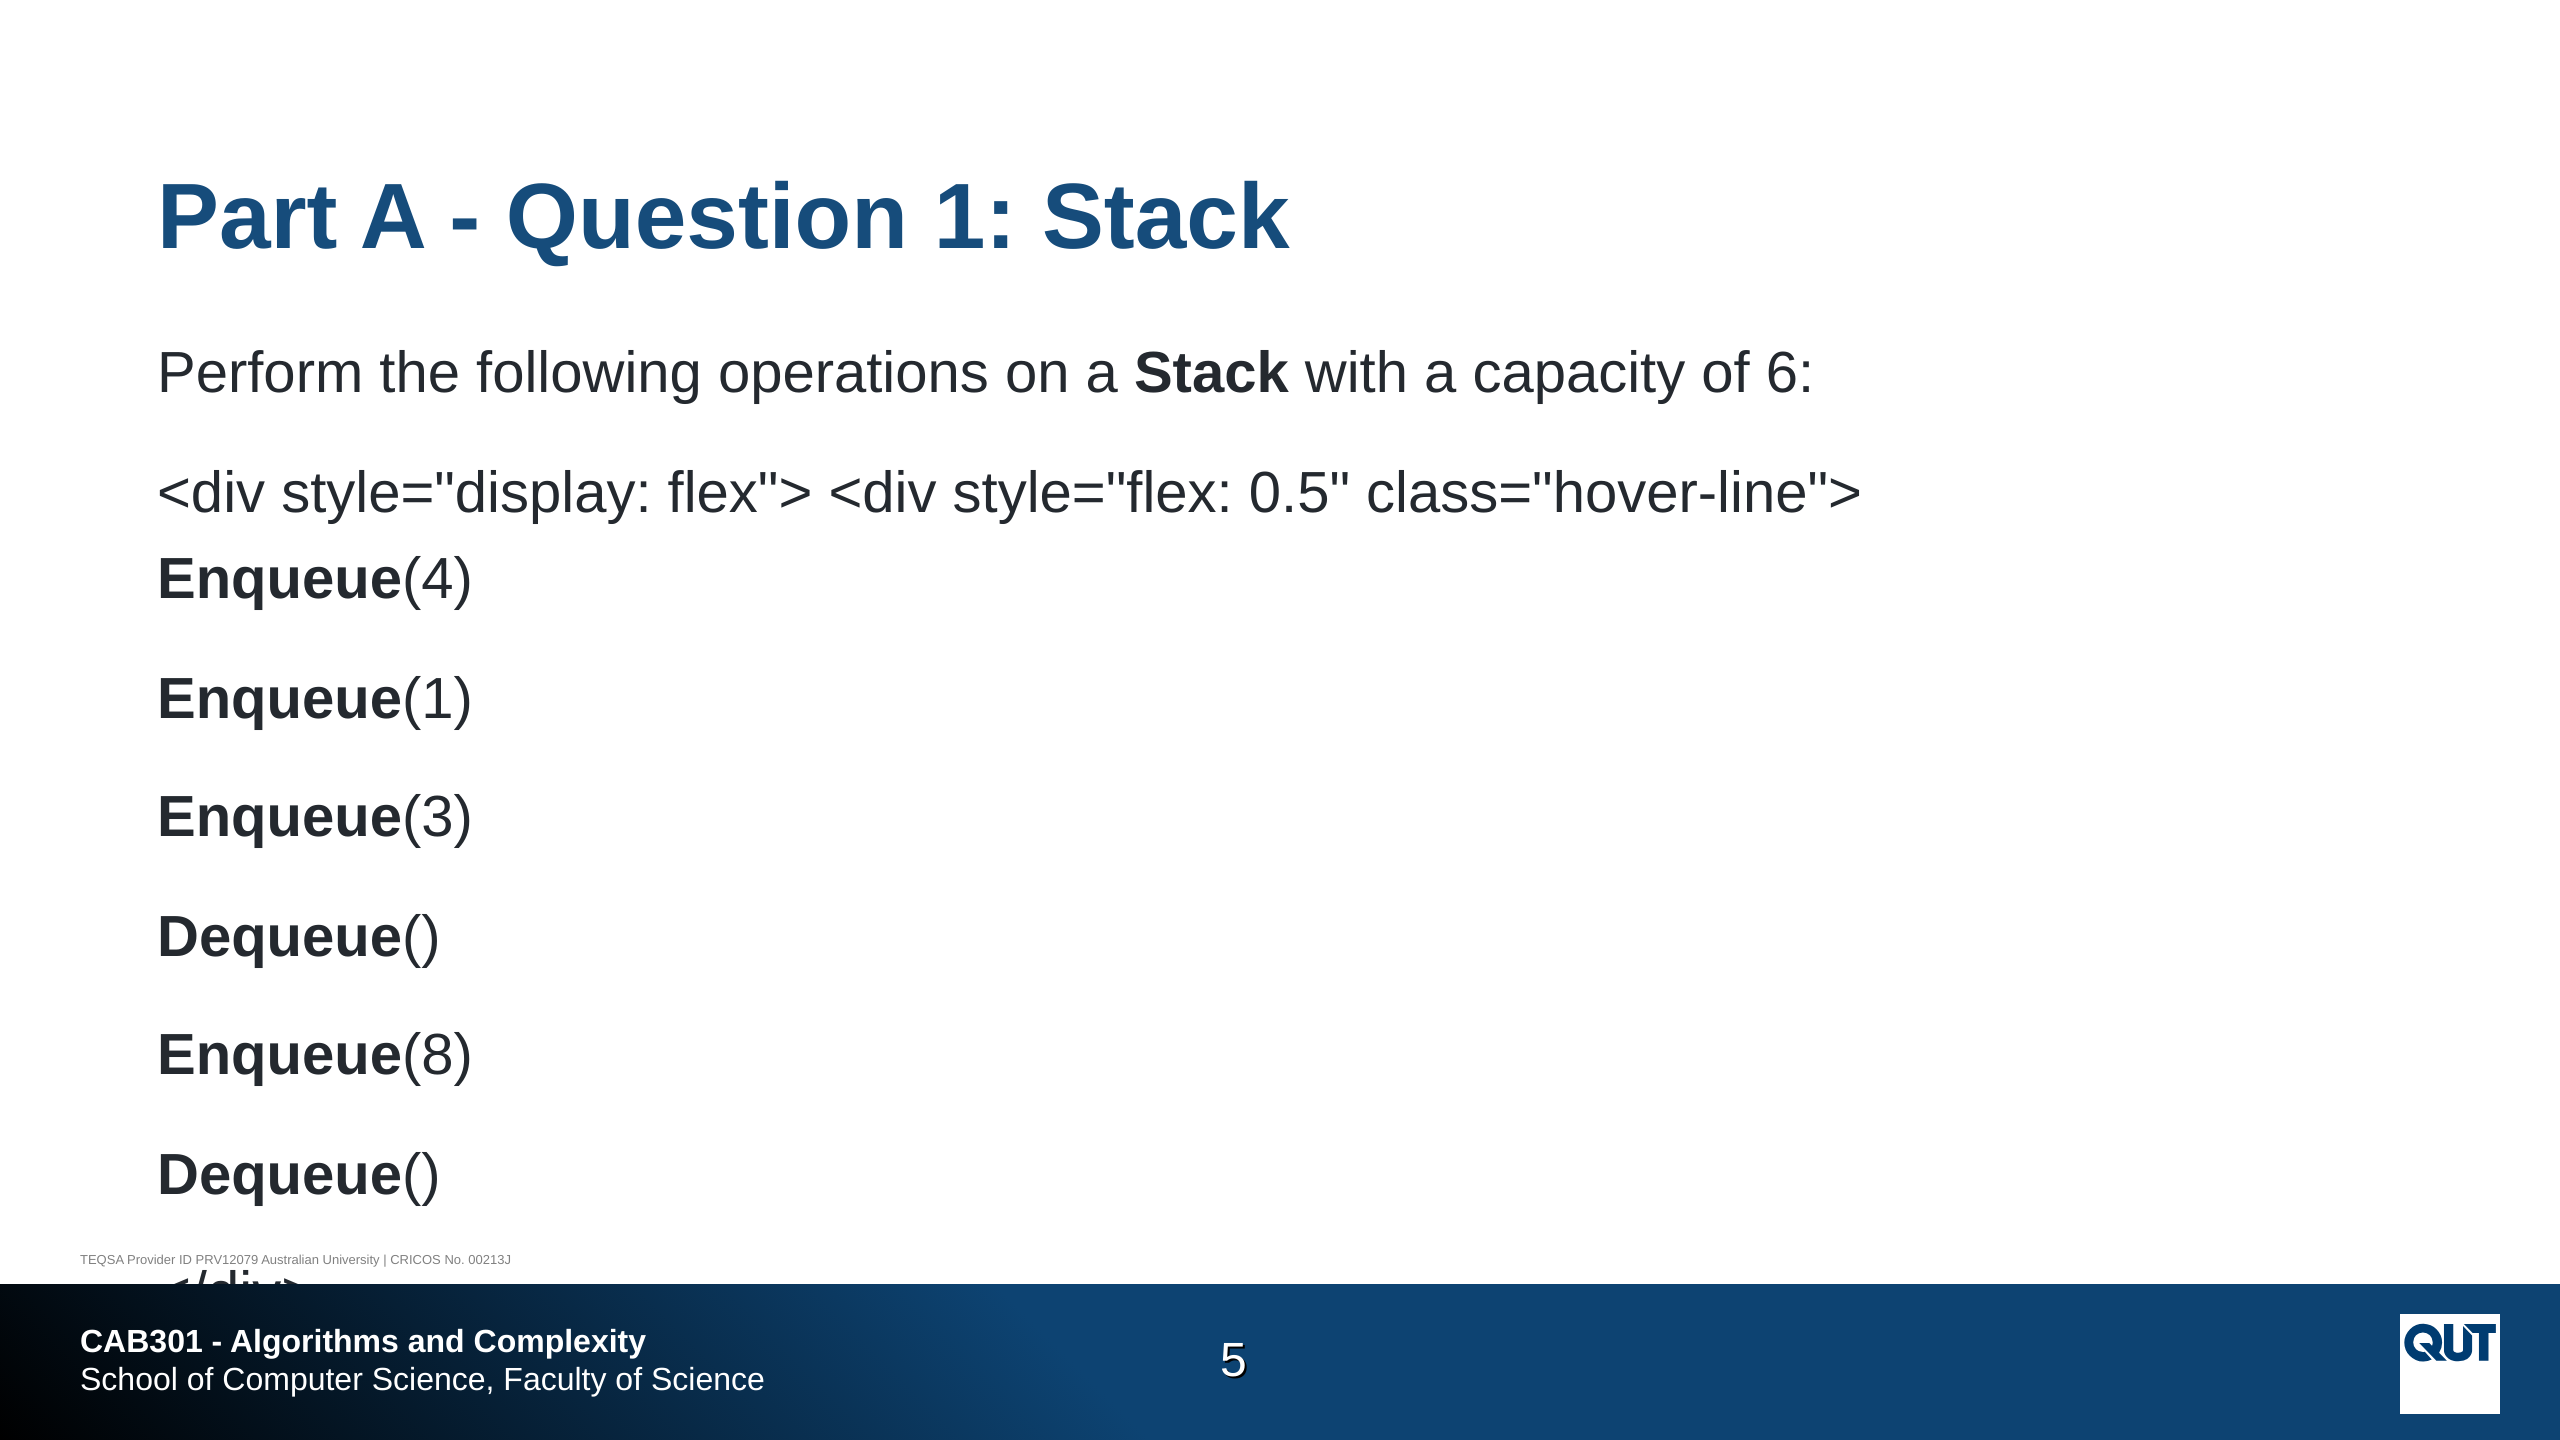 Part A - Question 1: Stack
Perform the following operations on a Stack with a capacity of 6:
<div style="display: flex"> <div style="flex: 0.5" class="hover-line">
Enqueue(4)
Enqueue(1)
Enqueue(3)
Dequeue()
Enqueue(8)
Dequeue()
TEQSA Provider ID PRV12079 Australian University | CRICOS No. 00213J
</div>
CAB301 - Algorithms and Complexity
School of Computer Science, Faculty of Science
5
QUT